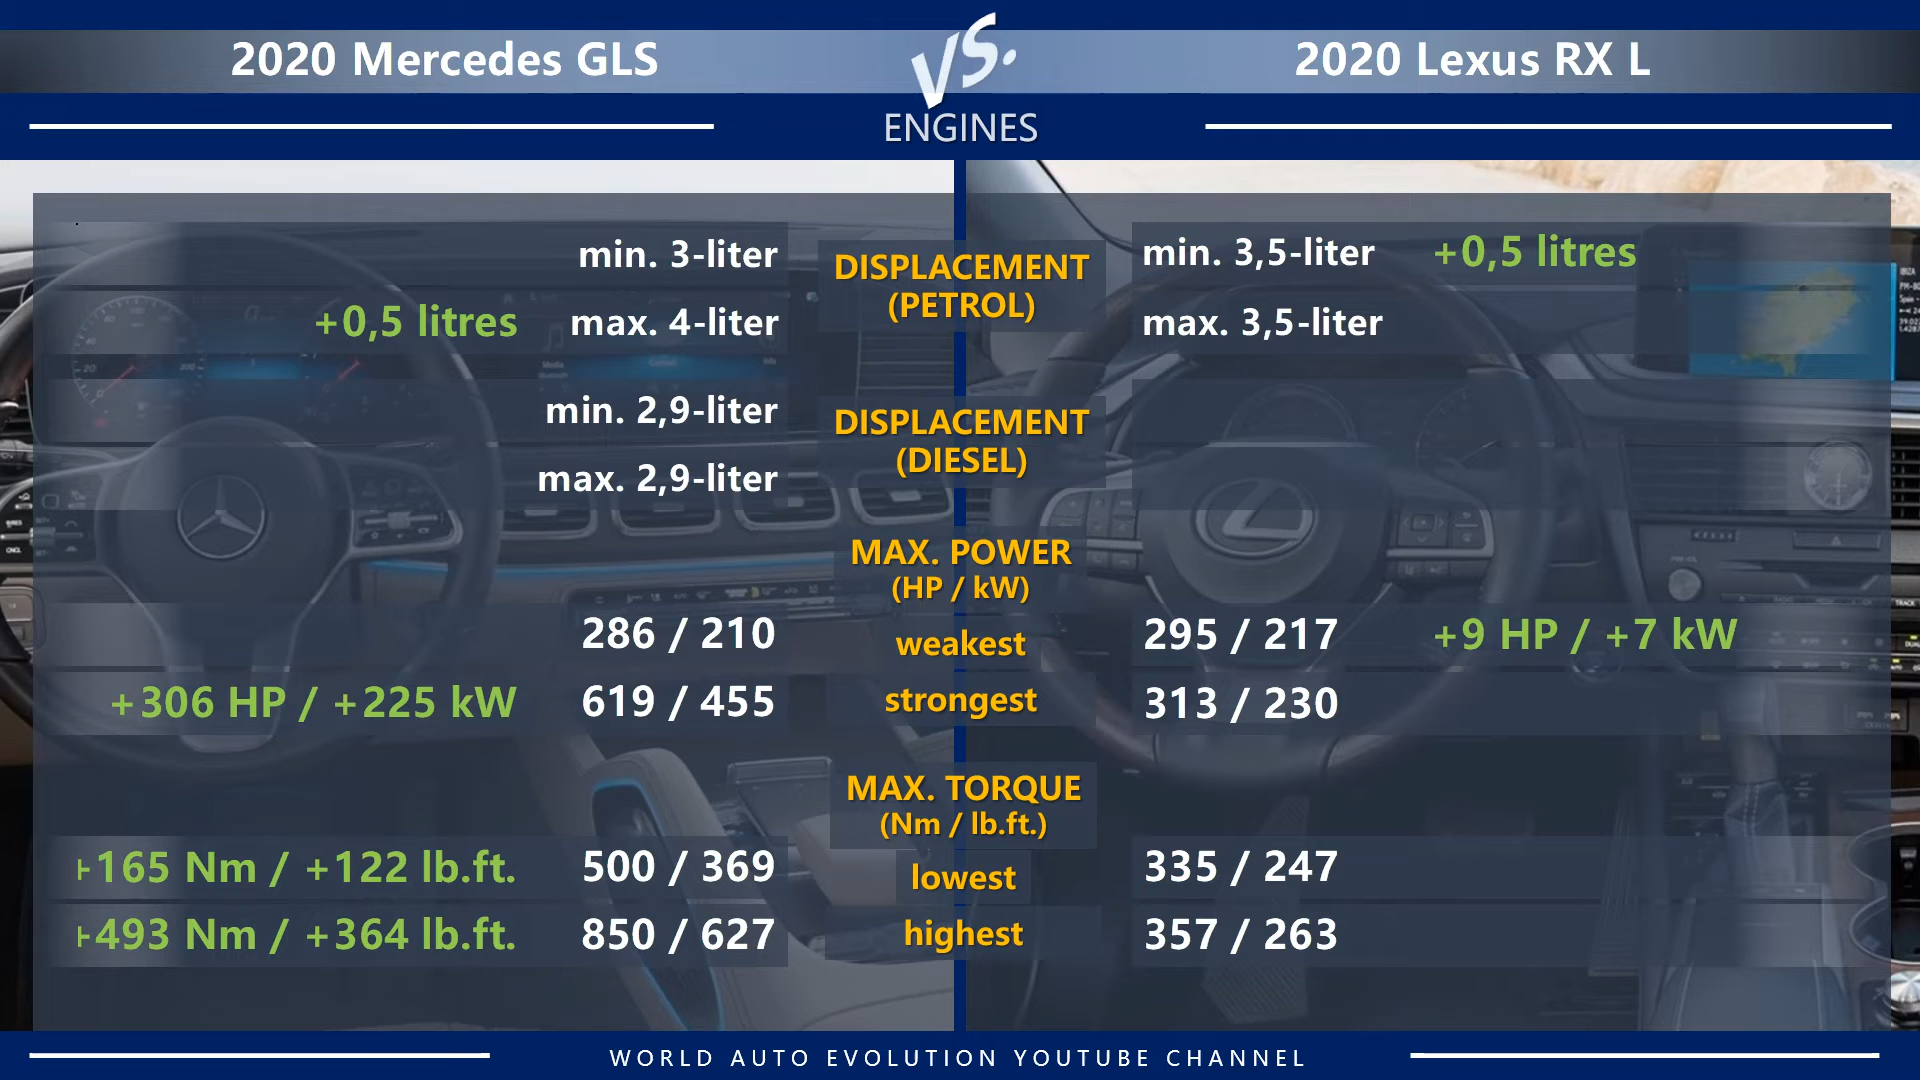 2020 Mercedes GLS
VS.
2020 Lexus RX L
ENGINES
min. 3-liter
DISPLACEMENT
(PETROL)
min. 3,5-liter +0,5 litres
+0,5 litres max. 4-liter
max. 3,5-liter
min. 2,9-liter
DISPLACEMENT
(DIESEL)
max. 2,9-liter
MAX. POWER
(HP / kW)
286 / 210
weakest
295 / 217 +9 HP / +7 kW
+306 HP / +225 kW 619 / 455
strongest
313 / 230
MAX. TORQUE
(Nm / lb.ft.)
+165 Nm / +122 lb.ft. 500 / 369
lowest
335 / 247
+493 Nm / +364 lb.ft. 850 / 627
highest
357 / 263
WORLD AUTO EVOLUTION YOUTUBE CHANNEL